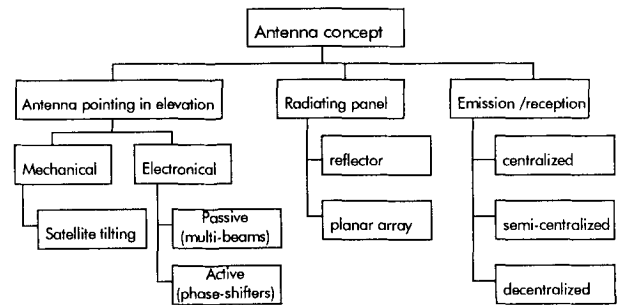 Antenna concept
Antenna pointing in elevation
Radiating panel
Emission /reception
Mechanical
Electronical
reflector
centralized
Satellite tilting
Passive
(multi-beams)
planar array
semi-centralized
Active
(phase-shifters)
decentralized